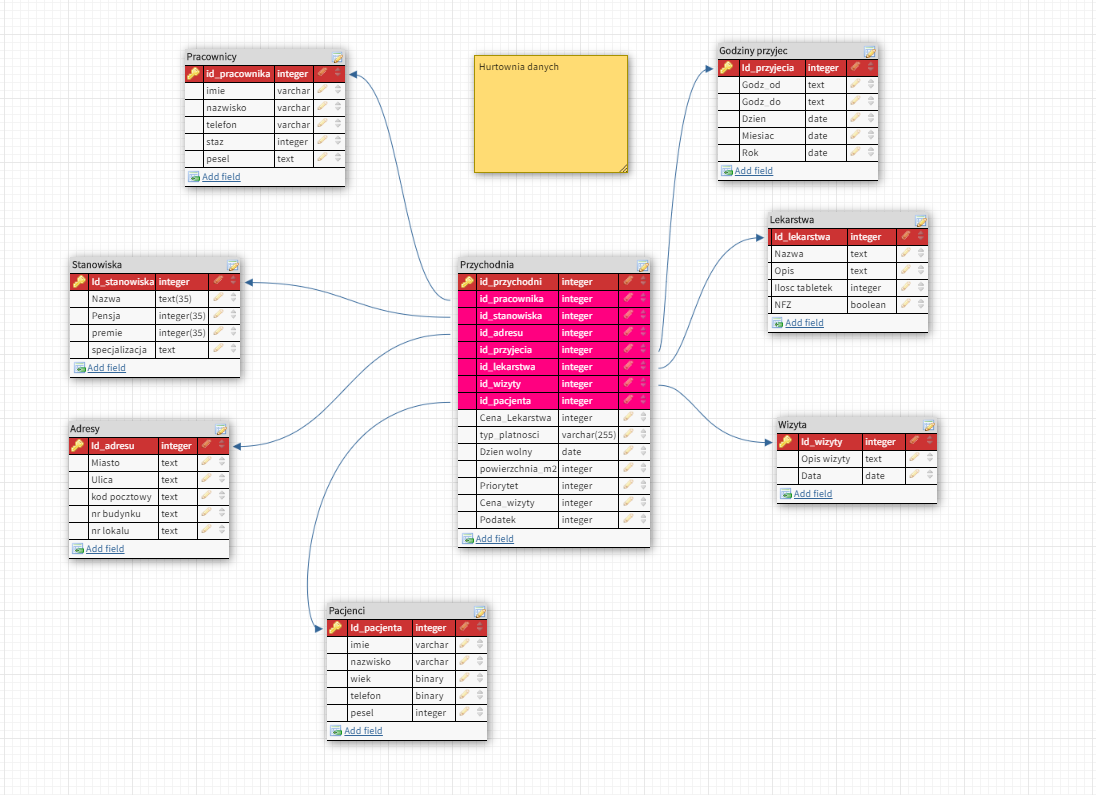 Pracownicy
id_pracownika integer
imie varchar
nazwisko varchar
telefon varchar
staz integer
pesel text
Add field
Hurtownia danych
Godziny przyjec
Id_przyjecia integer
Godz_od text
Godz_do text
Dzien date
Miesiac date
Rok date
Add field
Lekarstwa
Id_lekarstwa integer
Nazwa text
Opis text
Ilosc tabletek integer
NFZ boolean
Add field
Stanowiska
Id_stanowiska integer
Nazwa text(35)
Pensja integer(35)
premie integer(35)
specjalizacja text
Add field
Przychodnia
id_przychodni integer
id_pracownika integer
id_stanowiska integer
id_adresu integer
id_przyjecia integer
id_lekarstwa integer
id_wizyty integer
id_pacjenta integer
Cena_Lekarstwa integer
typ_platnosci varchar(255)
Dzien wolny date
powierzchnia_m2 integer
Priorytet integer
Cena_wizyty integer
Podatek integer
Add field
Adresy
Id_adresu integer
Miasto text
Ulica text
kod pocztowy text
nr budynku text
nr lokalu text
Add field
Wizyta
Id_wizyty integer
Opis wizyty text
Data date
Add field
Pacjenci
Id_pacjenta integer
imie varchar
nazwisko varchar
wiek binary
telefon binary
pesel integer
Add field